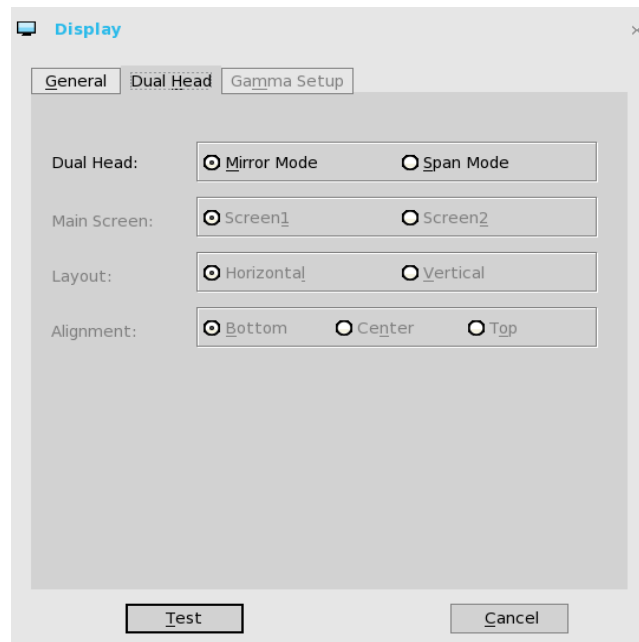 Display
General Dual Head Gamma Setup
Dual Head: Mirror Mode Span Mode
Main Screen: Screen1 Screen2
Layout: Horizontal Vertical
Alignment: Bottom Center Top
Test Cancel